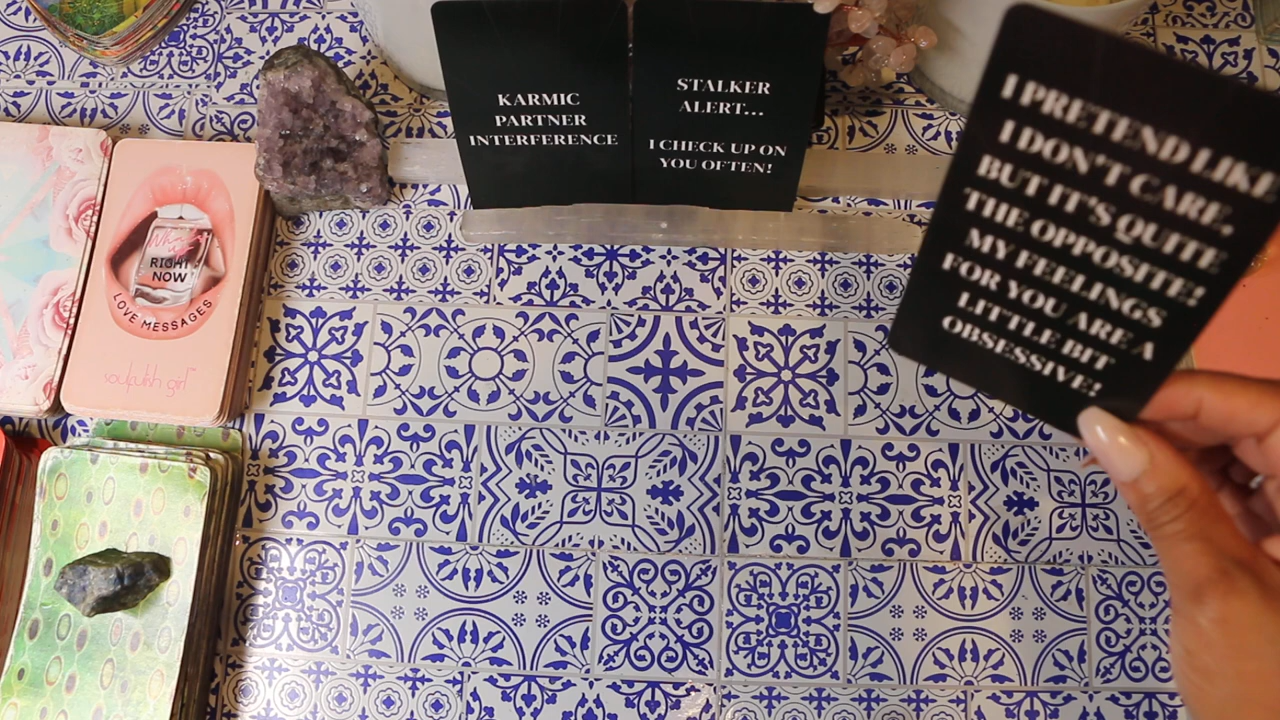 KARMIC
PARTNER
INTERFERENCE
STALKER
ALERT...
I CHECK UP ON
YOU OFTEN!
I PRETEND LIKE
I DON'T CARE,
BUT IT'S QUITE
THE OPPOSITE!
MY FEELINGS
FOR YOU ARE A
LITTLE BIT
OBSESSIVE!
RIGHT
NOW
LOVE MESSAGES
soulfulish girl